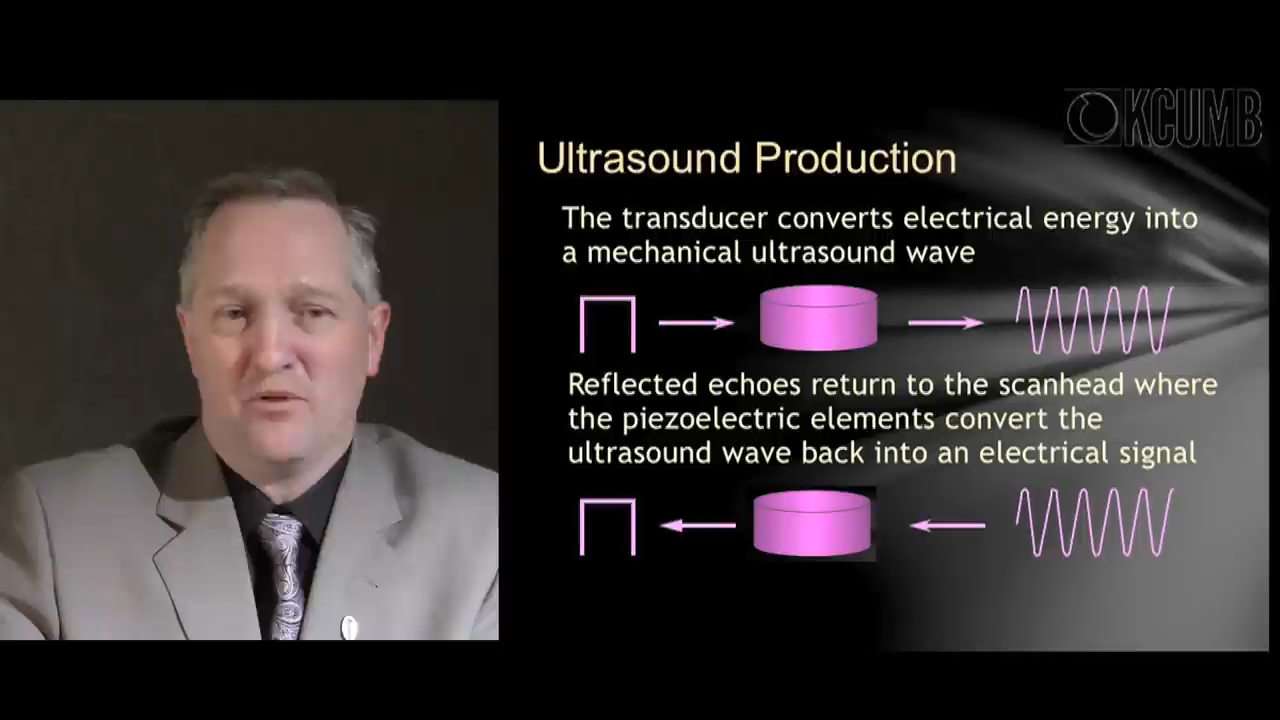 KCUMB
Ultrasound Production
The transducer converts electrical energy into
a mechanical ultrasound wave
Reflected echoes return to the scanhead where
the piezoelectric elements convert the
ultrasound wave back into an electrical signal